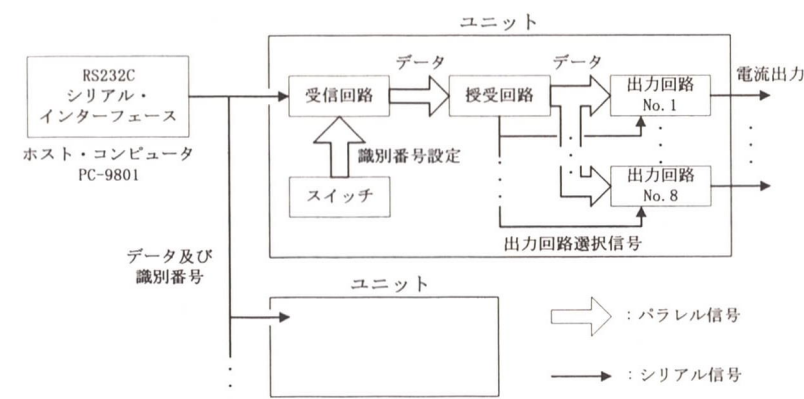 ユニット
RS232C
シリアル・
インターフェース
ホスト・コンピュータ
PC-9801
受信回路
データ
授受回路
データ
出力回路
No.1
電流出力
識別番号設定
スイッチ
出力回路
No.8
出力回路選択信号
データ及び
識別番号
ユニット
：パラレル信号
：シリアル信号